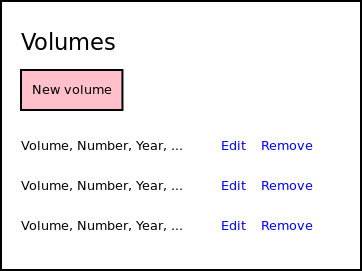 Volumes
New volume
Volume, Number, Year, ... Edit Remove
Volume, Number, Year, ... Edit Remove
Volume, Number, Year, ... Edit Remove